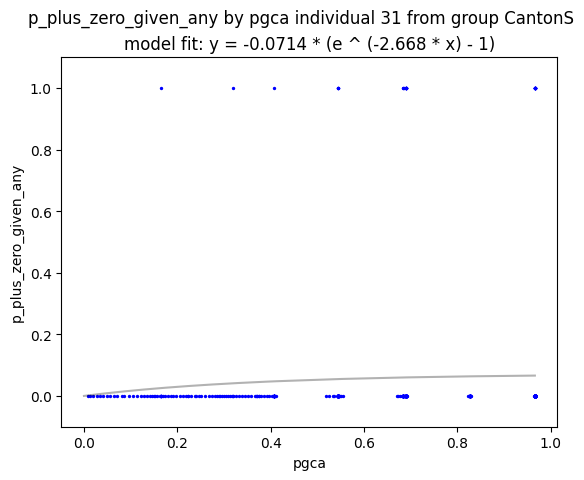 p_plus_zero_given_any by pgca individual 31 from group CantonS
model fit: y = -0.0714 * (e ^ (-2.668 * x) - 1)
1.0
0.8
0.6
0.4
0.2
0.0
p_plus_zero_given_any
0.0 0.2 0.4 0.6 0.8 1.0
pgca